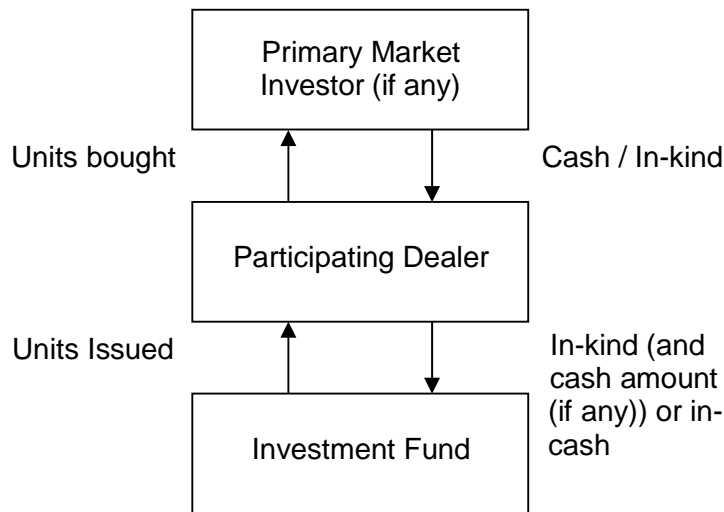 Primary Market
Investor (if any)
Units bought
Cash / In-kind
Participating Dealer
Units Issued
In-kind (and
cash amount
(if any)) or in-
cash
Investment Fund